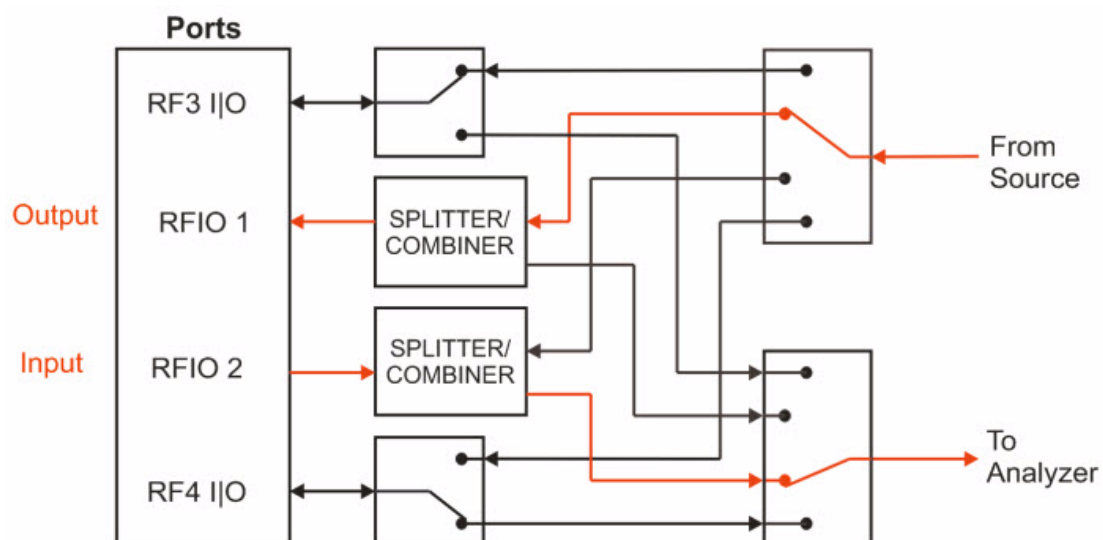 Ports
RF3 I|O
From
Source
Output
RFIO 1
SPLITTER/
COMBINER
Input
RFIO 2
SPLITTER/
COMBINER
To
Analyzer
RF4 I|O